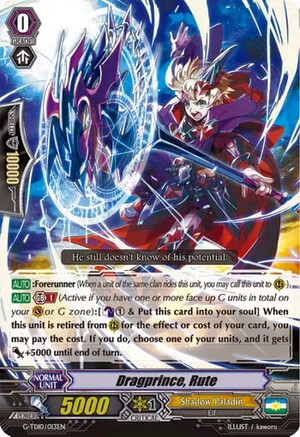 0
GRADE
SHIELD
10000
He still doesn't know of his potential.
AUTO :Forerunner (When a unit of the same clan rides this unit, you may call this unit to (R).)
AUTO GB 1 (Active if you have one or more face up G units in total on
your (V) or G zone):[1 & Put this card into your soul] When
this unit is retired from (R) for the effect or cost of your card, you
may pay the cost. If you do, choose one of your units, and it gets
+5000 until end of turn.
NORMAL
UNIT
Dragprince, Rute
POWER
5000
1
CRITICAL
Shadow Paladin
Elf
G-TD10/013EN
ILLUST / kaworu